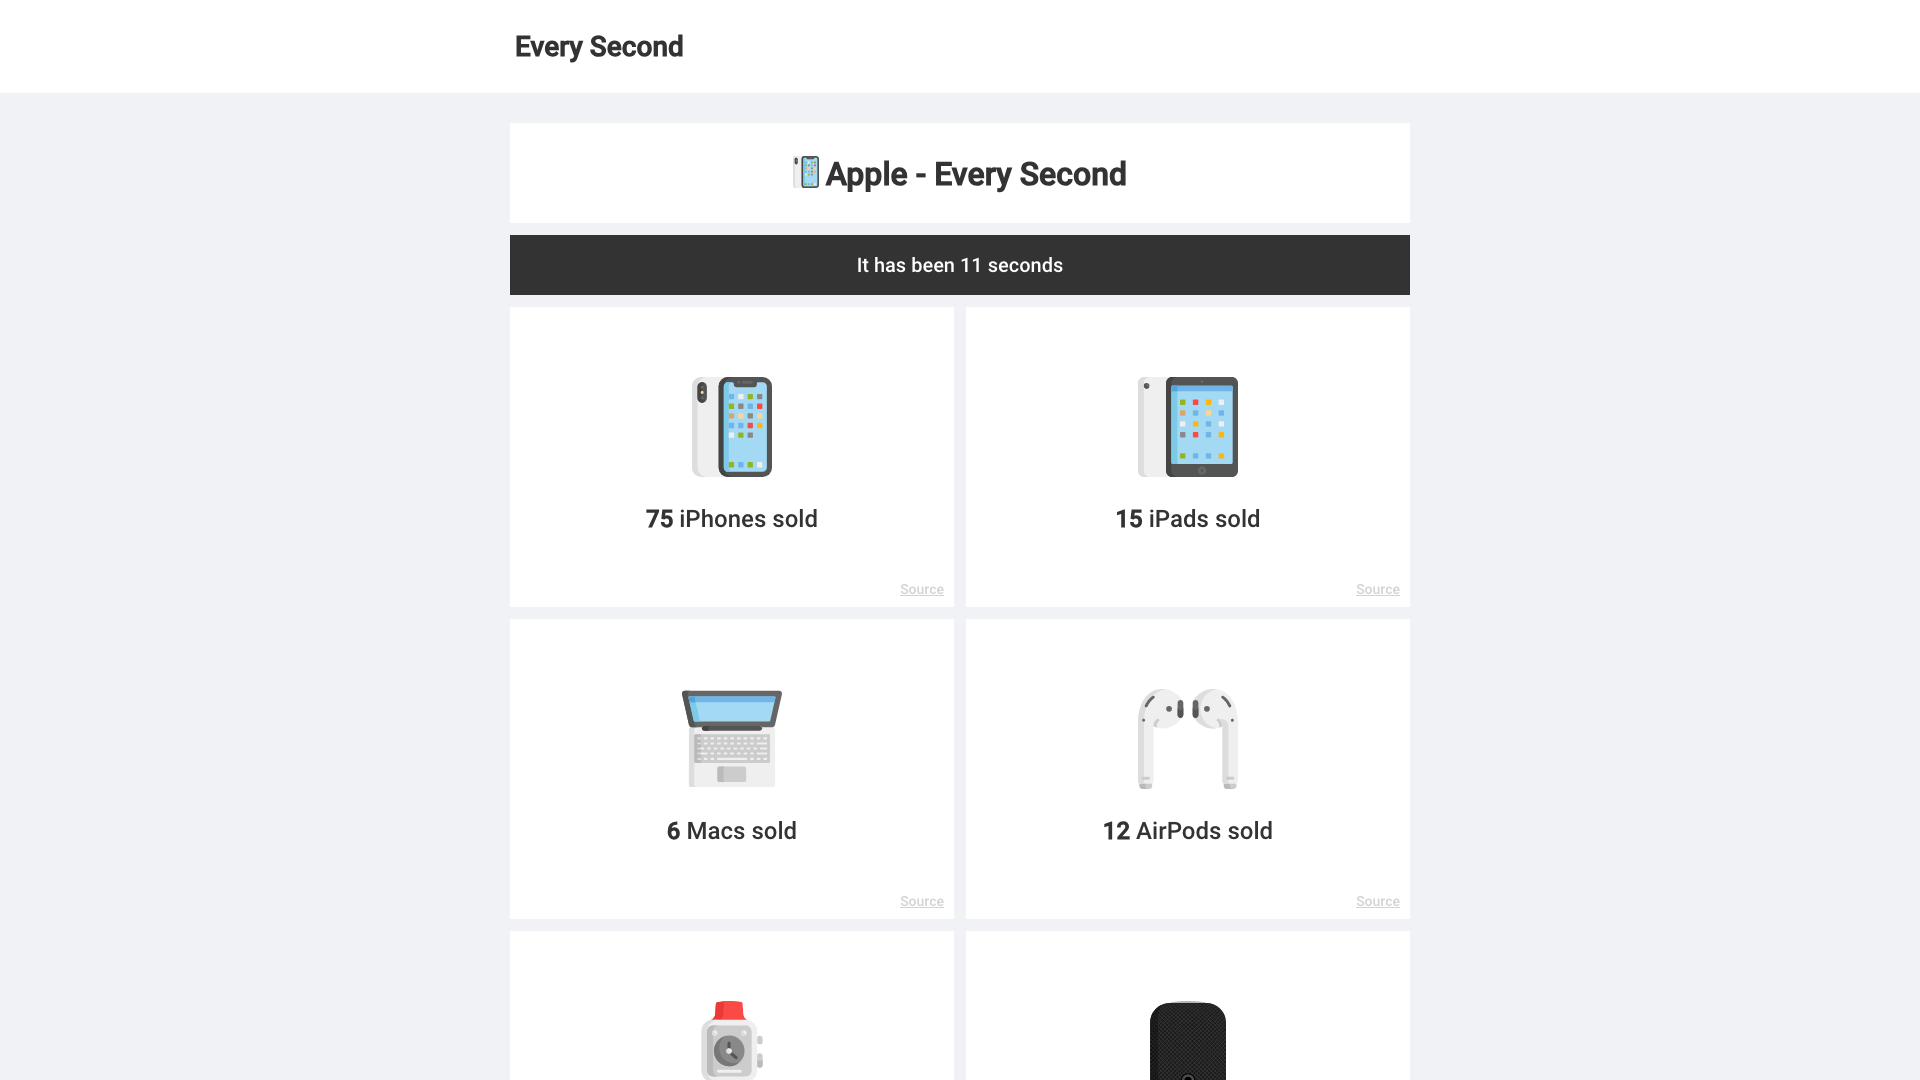 Every Second
Apple - Every Second
It has been 11 seconds
75 iPhones sold
Source
15 iPads sold
Source
6 Macs sold
Source
12 AirPods sold
Source